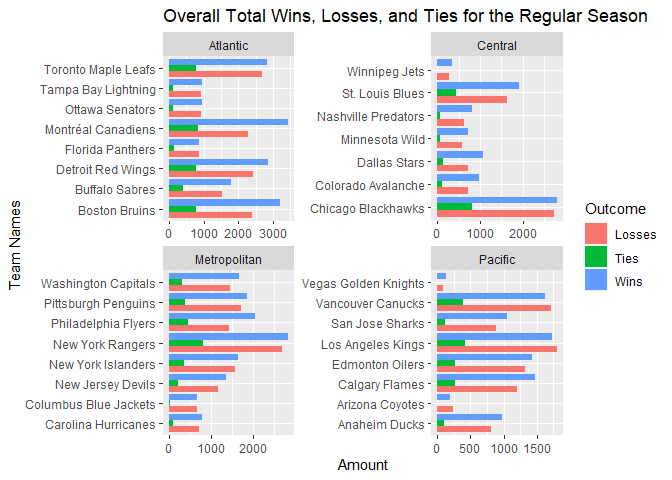 Overall Total Wins, Losses, and Ties for the Regular Season
Atlantic
Toronto Maple Leafs
Tampa Bay Lightning
Ottawa Senators
Montréal Canadiens
Florida Panthers
Detroit Red Wings
Buffalo Sabres
Boston Bruins
0 1000 2000 3000
Central
Winnipeg Jets
St. Louis Blues
Nashville Predators
Minnesota Wild
Dallas Stars
Colorado Avalanche
Chicago Blackhawks
0 1000 2000
Metropolitan
Washington Capitals
Pittsburgh Penguins
Philadelphia Flyers
New York Rangers
New York Islanders
New Jersey Devils
Columbus Blue Jackets
Carolina Hurricanes
0 1000 2000
Pacific
Vegas Golden Knights
Vancouver Canucks
San Jose Sharks
Los Angeles Kings
Edmonton Oilers
Calgary Flames
Arizona Coyotes
Anaheim Ducks
0 500 1000 1500
Team Names
Amount
Outcome
Losses
Ties
Wins